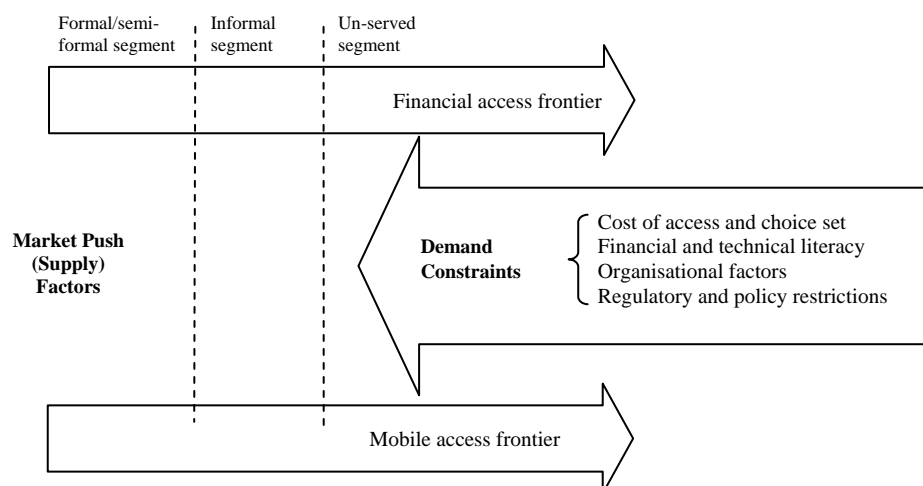 Formal/semi-
formal segment
Informal
segment
Un-served
segment
Financial access frontier
Market Push
(Supply)
Factors
Demand
Constraints
Cost of access and choice set
Financial and technical literacy
Organisational factors
Regulatory and policy restrictions
Mobile access frontier